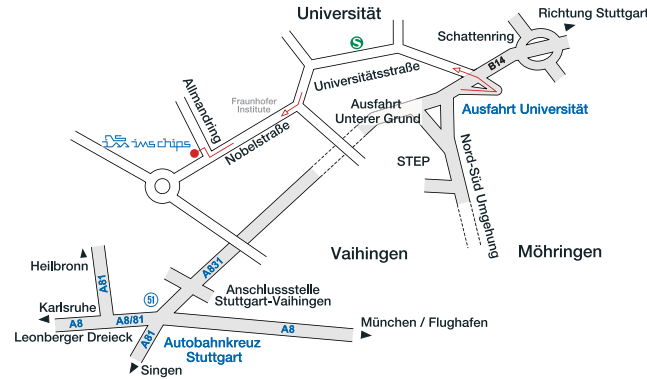 Universität
Richtung Stuttgart
Schattenring
S
B14
Universitätsstraße
Fraunhofer
Institute
Allmandring
Ausfahrt
Unterer Grund
Ausfahrt Universität
ims chips
Nobelstraße
STEP
Nord-Süd Umgehung
Vaihingen
Möhringen
A831
Heilbronn
A81
Anschlussstelle
Stuttgart-Vaihingen
51
Karlsruhe
A8
A8/81
A8
München / Flughafen
Leonberger Dreieck
A81
Autobahnkreuz
Stuttgart
Singen